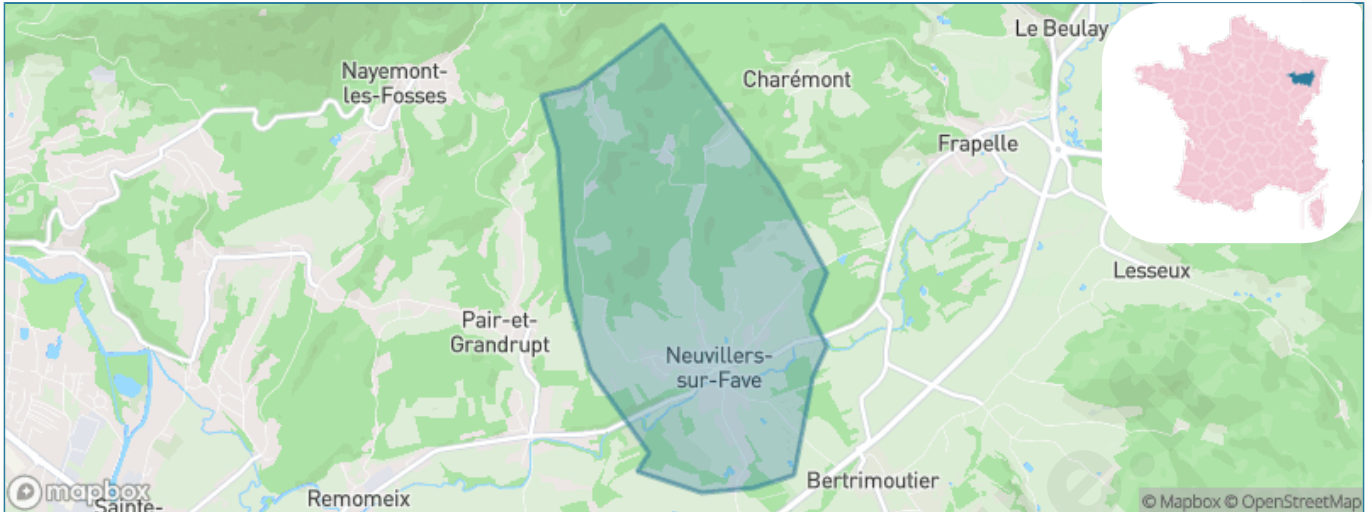 Le Beulay
Nayemont-
les-Fosses
Charémont
Frapelle
Lesseux
Pair-et-
Grandrupt
Neuvillers-
sur-Fave
Bertrimoutier
Remomeix
Sainte-
mapbox
© Mapbox © OpenStreetMap